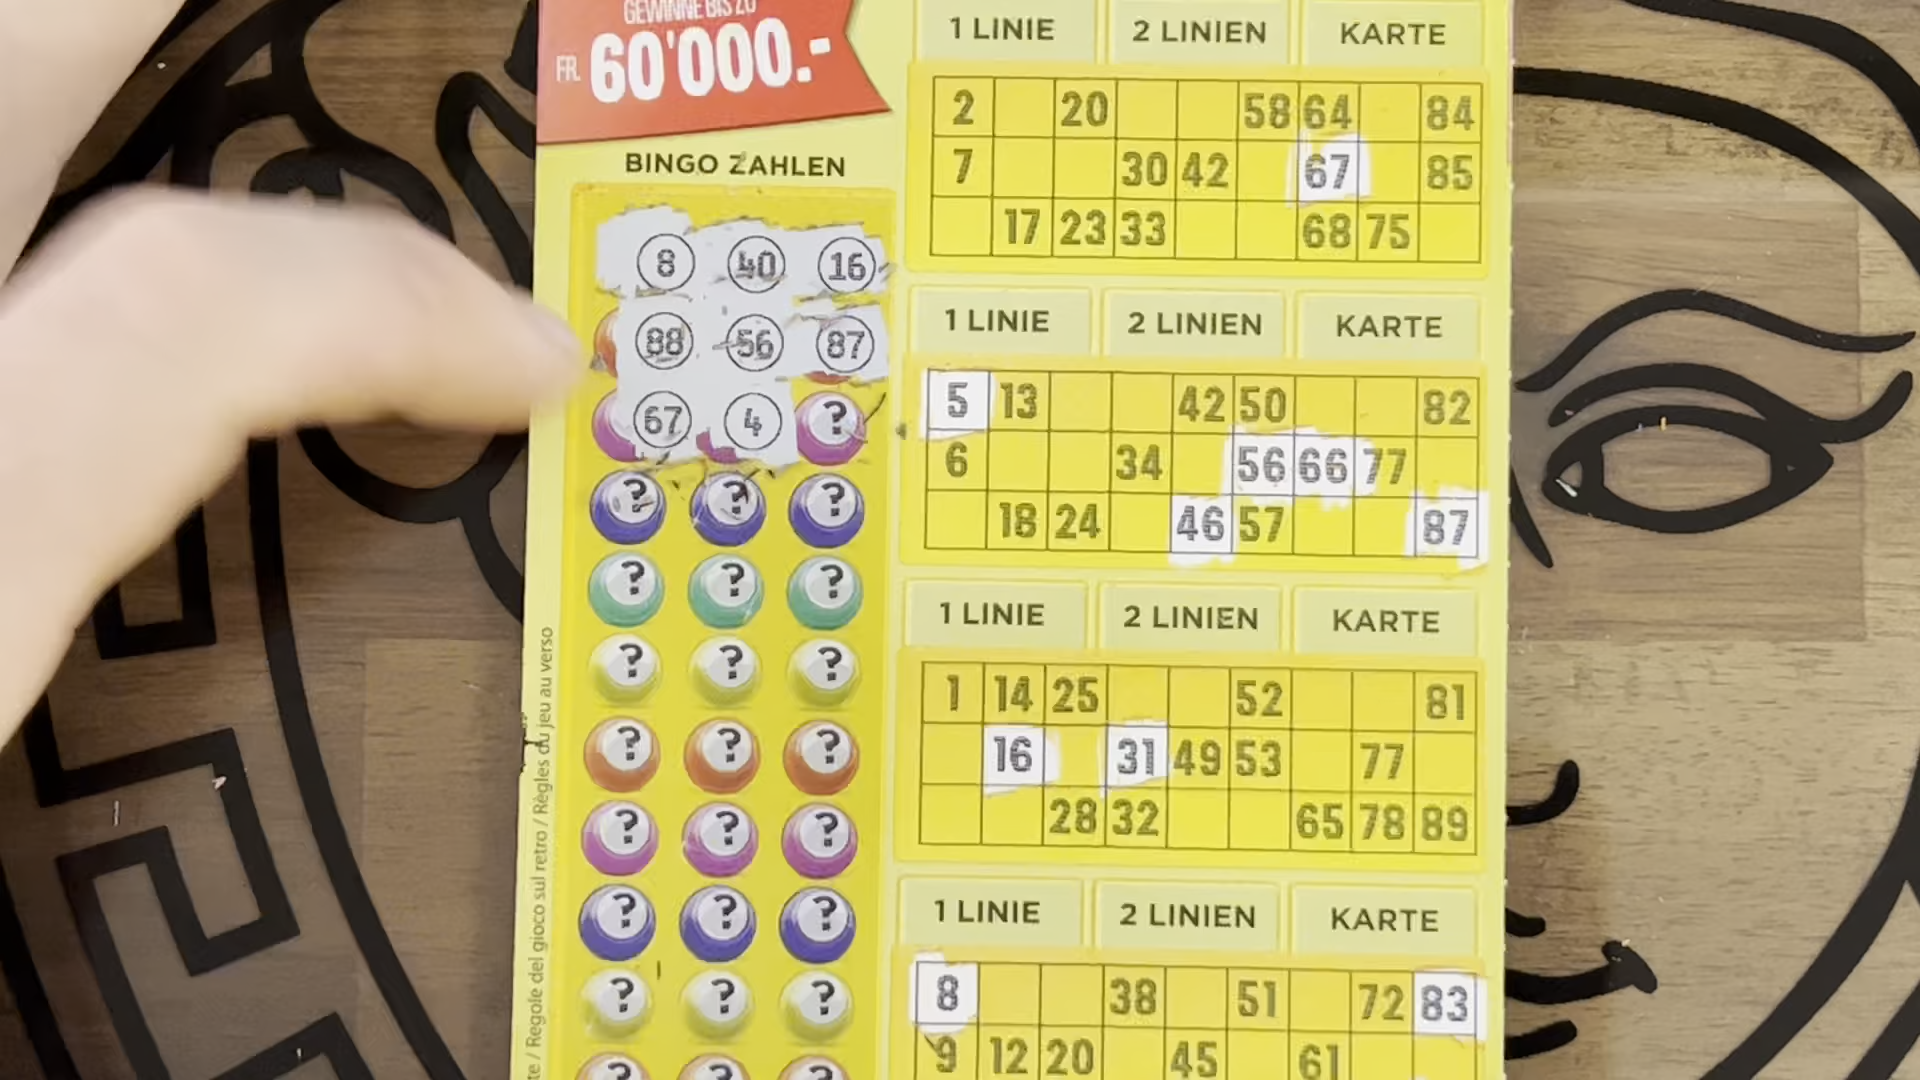 GEWINNE BIS ZU
FR. 60'000.-
BINGO ZAHLEN
8 40 16
88 56 87
67 4 ?
? ? ?
? ? ?
? ? ?
? ? ?
? ? ?
? ? ?
? ? ?
? ? ?
te / Regole del gioco sul retro / Règles du jeu au verso
1 LINIE 2 LINIEN KARTE
2 20 58 64 84
7 30 42 67 85
17 23 33 68 75
1 LINIE 2 LINIEN KARTE
5 13 42 50 82
6 34 56 66 77
18 24 46 57 87
1 LINIE 2 LINIEN KARTE
1 14 25 52 81
16 31 49 53 77
28 32 65 78 89
1 LINIE 2 LINIEN KARTE
8 38 51 72 83
9 12 20 45 61